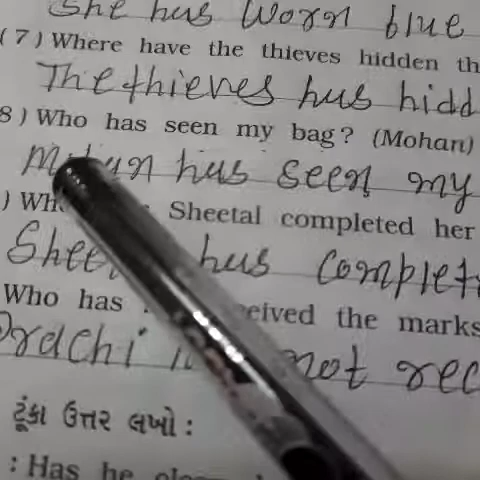 She has Worn blue
(7) Where have the thieves hidden th
The thieves has hidd
8) Who has seen my bag? (Mohan)
has seen my
) Sheetal completed her
has complet
Who has the marks
not rec
ટૂંકા ઉત્તર લખો :
: Has he